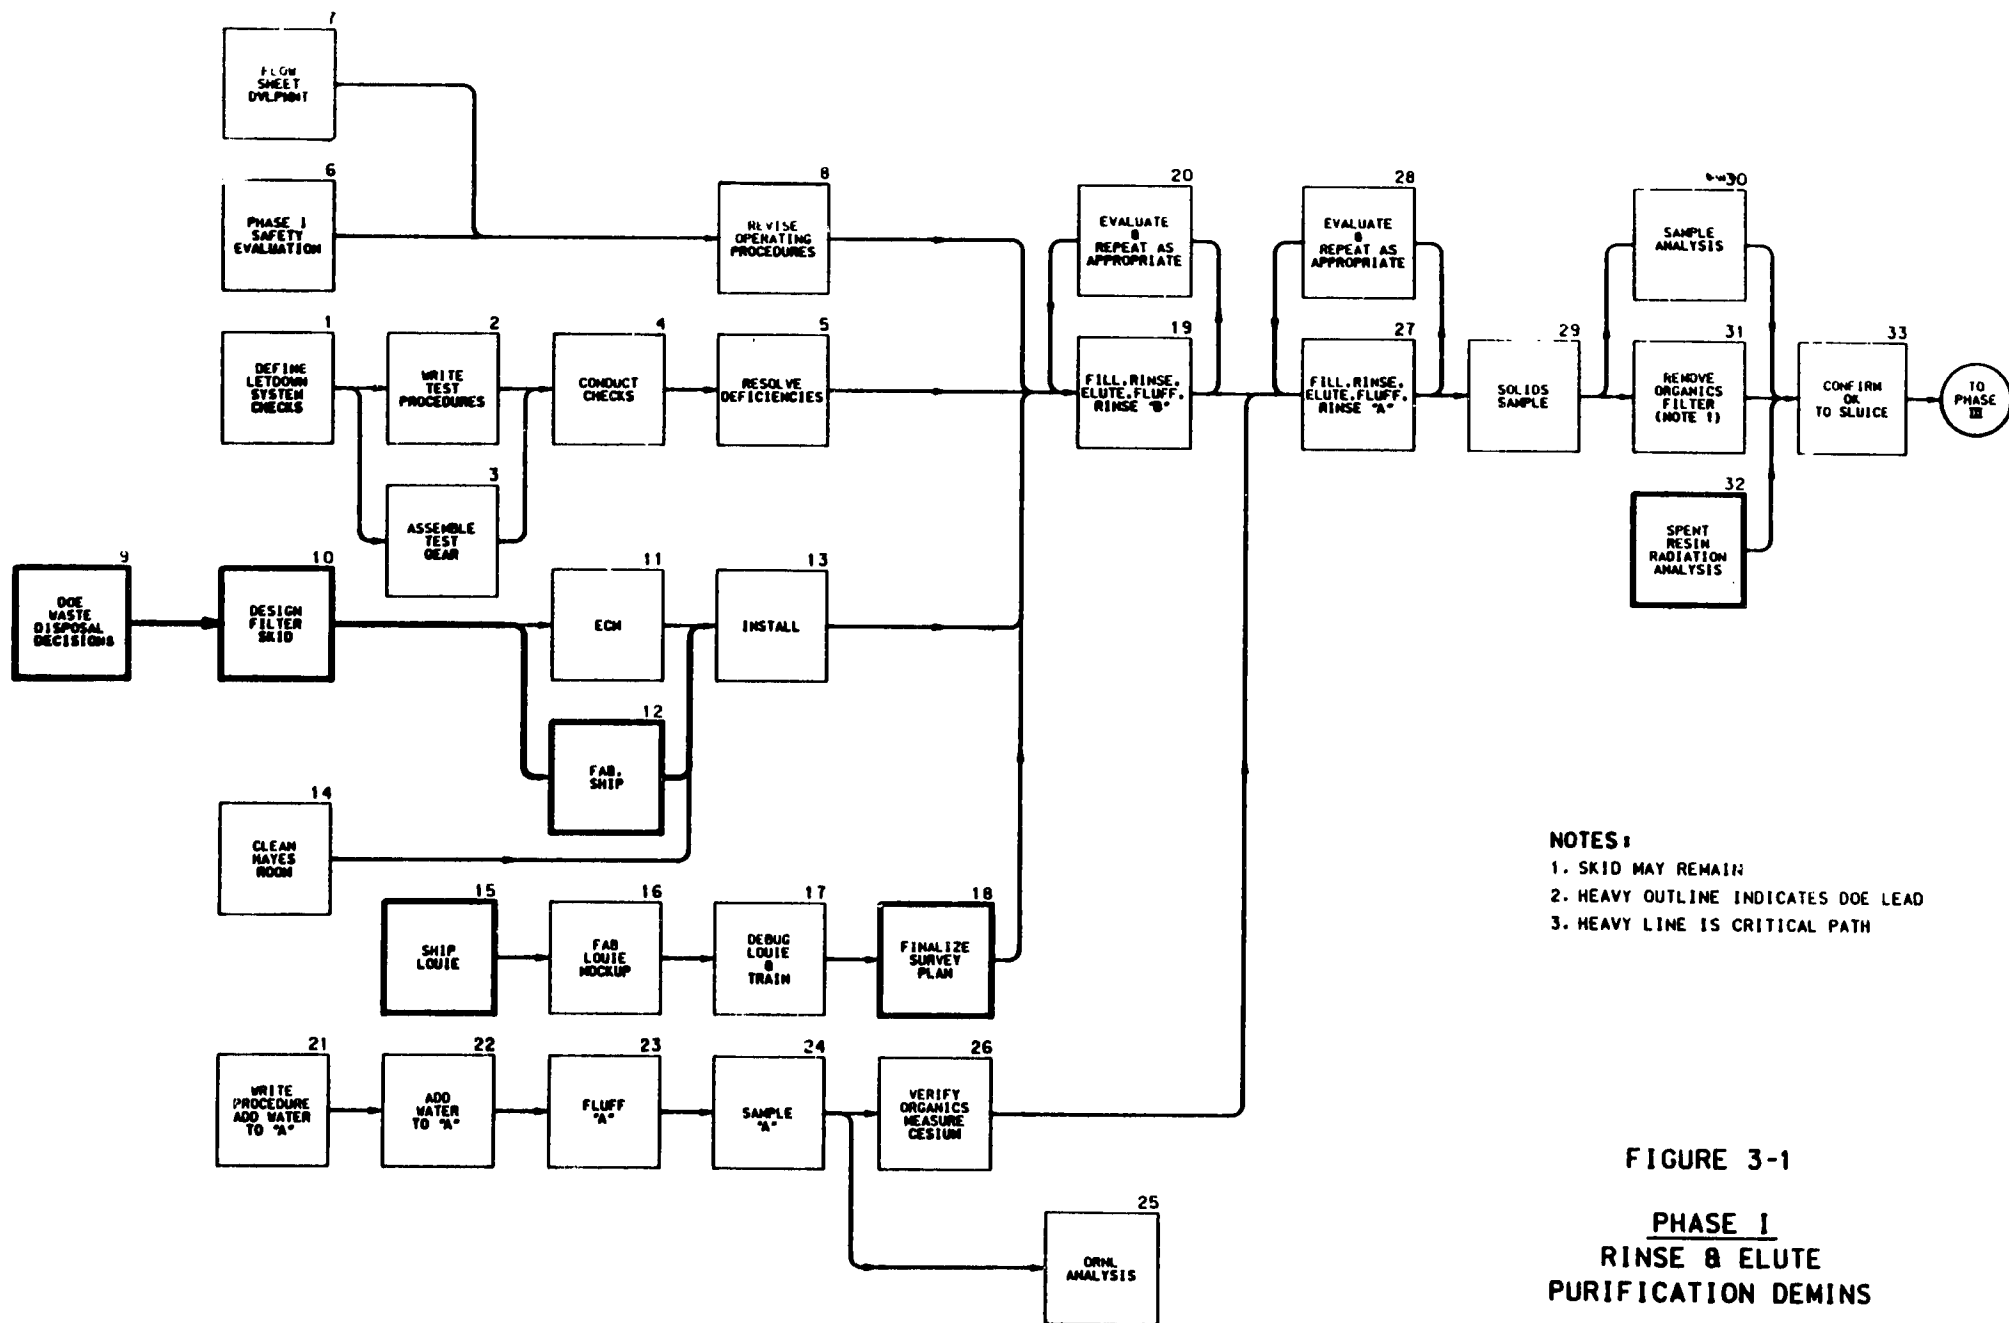 7
FLOW
SHEET
DVLPMNT
6
PHASE I
SAFETY
EVALUATION
8
REVISE
OPERATING
PROCEDURES
20
EVALUATE
&
REPEAT AS
APPROPRIATE
28
EVALUATE
&
REPEAT AS
APPROPRIATE
30
SAMPLE
ANALYSIS
1
DEFINE
LETDOWN
SYSTEM
CHECKS
2
WRITE
TEST
PROCEDURES
4
CONDUCT
CHECKS
5
RESOLVE
DEFICIENCIES
19
FILL.RINSE.
ELUTE.FLUFF.
RINSE "B"
27
FILL.RINSE.
ELUTE.FLUFF.
RINSE "A"
29
SOLIDS
SAMPLE
31
REMOVE
ORGANICS
FILTER
(NOTE 1)
33
CONFIRM
OK
TO SLUICE
TO
PHASE
III
3
ASSEMBLE
TEST
GEAR
32
SPENT
RESIN
RADIATION
ANALYSIS
9
DOE
WASTE
DISPOSAL
DECISIONS
10
DESIGN
FILTER
SKID
11
ECM
13
INSTALL
12
FAB.
SHIP
14
CLEAN
HAYES
ROOM
15
SHIP
LOUIE
16
FAB
LOUIE
MOCKUP
17
DEBUG
LOUIE
&
TRAIN
18
FINALIZE
SURVEY
PLAN
NOTES:
1. SKID MAY REMAIN
2. HEAVY OUTLINE INDICATES DOE LEAD
3. HEAVY LINE IS CRITICAL PATH
21
WRITE
PROCEDURE
ADD WATER
TO "A"
22
ADD
WATER
TO "A"
23
FLUFF
"A"
24
SAMPLE
"A"
26
VERIFY
ORGANICS
MEASURE
CESIUM
25
ORNL
ANALYSIS
FIGURE 3-1
PHASE I
RINSE & ELUTE
PURIFICATION DEMINS